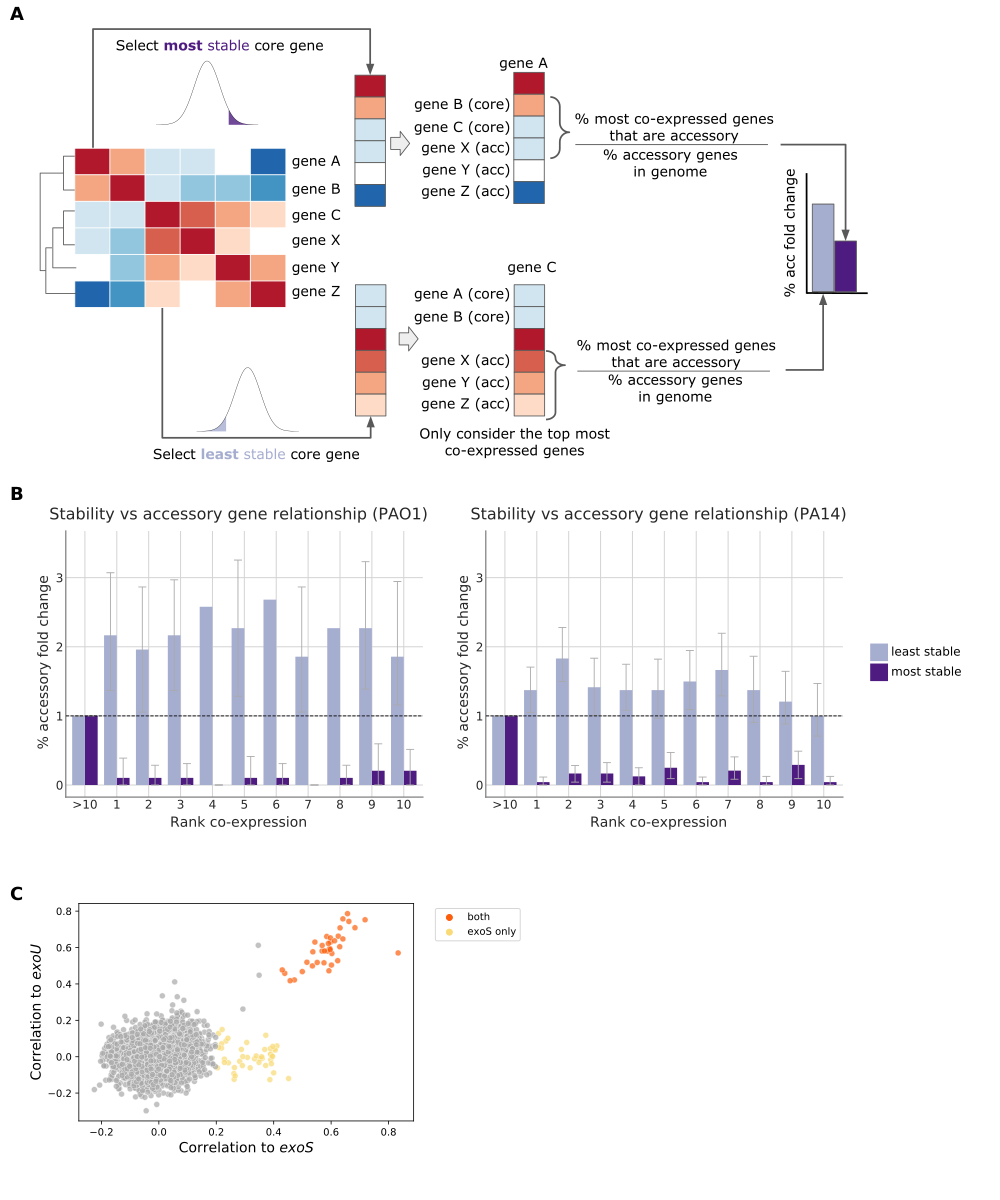 A
Select most stable core gene
gene A
gene B
gene C
gene X
gene Y
gene Z
gene A
gene B (core)
gene C (core)
gene X (acc)
gene Y (acc)
gene Z (acc)
% most co-expressed genes
that are accessory
% accessory genes
in genome
% acc fold change
gene C
gene A (core)
gene B (core)
gene X (acc)
gene Y (acc)
gene Z (acc)
% most co-expressed genes
that are accessory
% accessory genes
in genome
Only consider the top most
co-expressed genes
Select least stable core gene
B
Stability vs accessory gene relationship (PAO1)
% accessory fold change
3
2
1
0
>10 1 2 3 4 5 6 7 8 9 10
Rank co-expression
Stability vs accessory gene relationship (PA14)
% accessory fold change
3
2
1
0
>10 1 2 3 4 5 6 7 8 9 10
Rank co-expression
least stable
most stable
C
Correlation to exoU
0.8
0.6
0.4
0.2
0.0
−0.2
−0.2 0.0 0.2 0.4 0.6 0.8
Correlation to exoS
both
exoS only